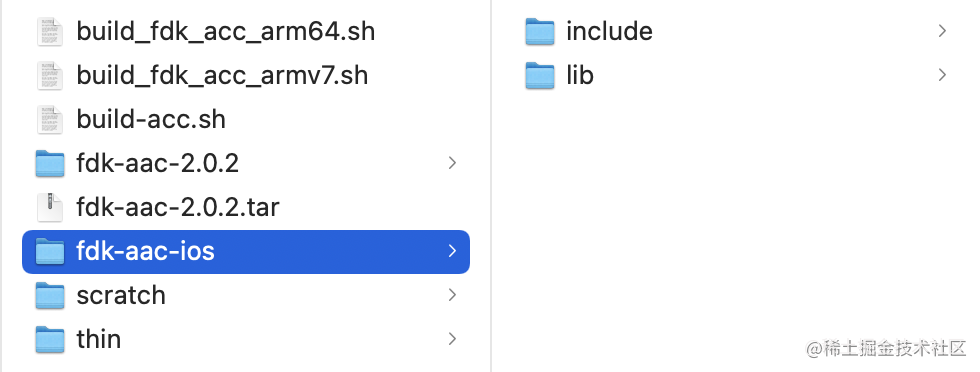 build_fdk_acc_arm64.sh
build_fdk_acc_armv7.sh
build-acc.sh
fdk-aac-2.0.2
fdk-aac-2.0.2.tar
fdk-aac-ios
scratch
thin
include
lib
@稀土掘金技术社区